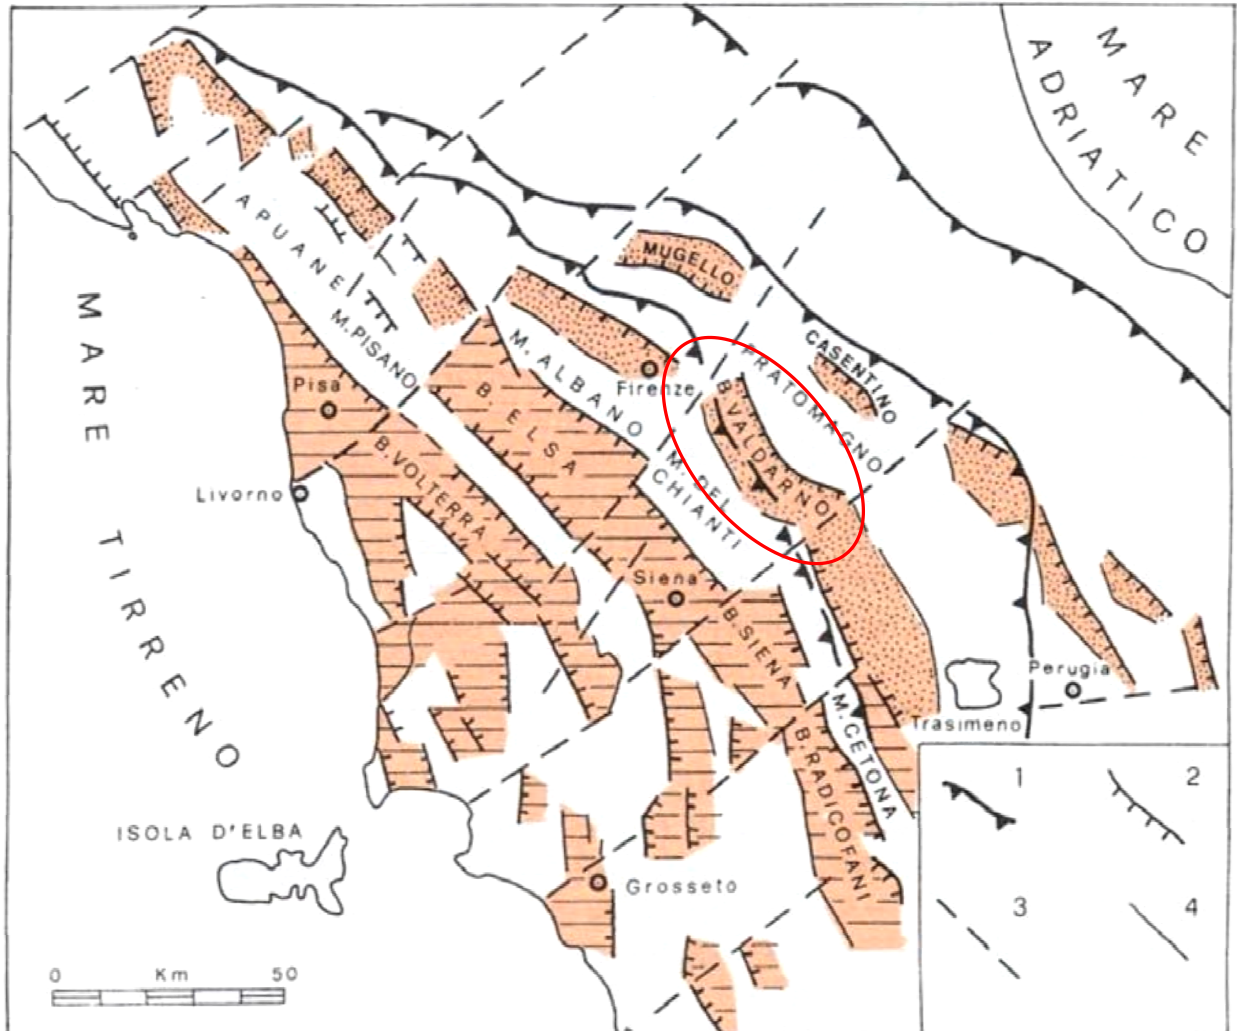 MARE
ADRIATICO
MARE
TIRRENO
APUANE
M.PISANO
MUGELLO
CASENTINO
PRATOMAGNO
M. ALBANO
Firenze
B. VALDARNO
Pisa
B. ELSA
B. VOLTERRA
M. DEL
CHIANTI
Livorno
Siena
B. SIENA
Perugia
Trasimeno
M. CETONA
B. RADICOFANI
ISOLA D'ELBA
Grosseto
0 Km 50
1 2
3 4